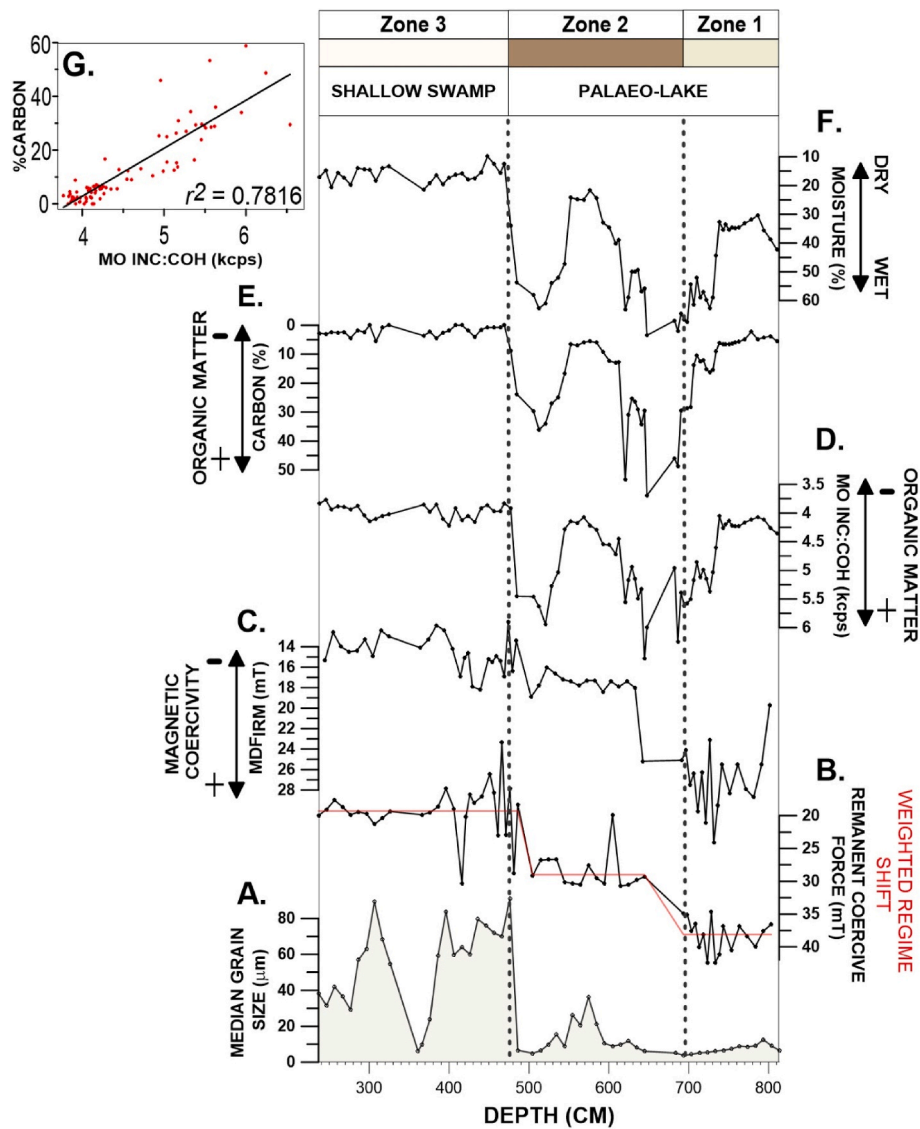 Zone 3
Zone 2
Zone 1
SHALLOW SWAMP
PALAEO-LAKE
G.
60
40
20
0
%CARBON
r2 = 0.7816
4
5
6
MO INC:COH (kcps)
F.
10
20
30
40
50
60
MOISTURE (%)
DRY
WET
E.
0
10
20
30
40
50
CARBON (%)
ORGANIC MATTER
-
+
D.
3.5
4
4.5
5
5.5
6
MO INC:COH (kcps)
ORGANIC MATTER
-
+
C.
14
16
18
20
22
24
26
28
MDFIRM (mT)
MAGNETIC
COERCIVITY
-
+
B.
20
25
30
35
40
REMANENT COERCIVE
FORCE (mT)
WEIGHTED REGIME
SHIFT
A.
80
60
40
20
0
MEDIAN GRAIN
SIZE (μm)
300
400
500
600
700
800
DEPTH (CM)